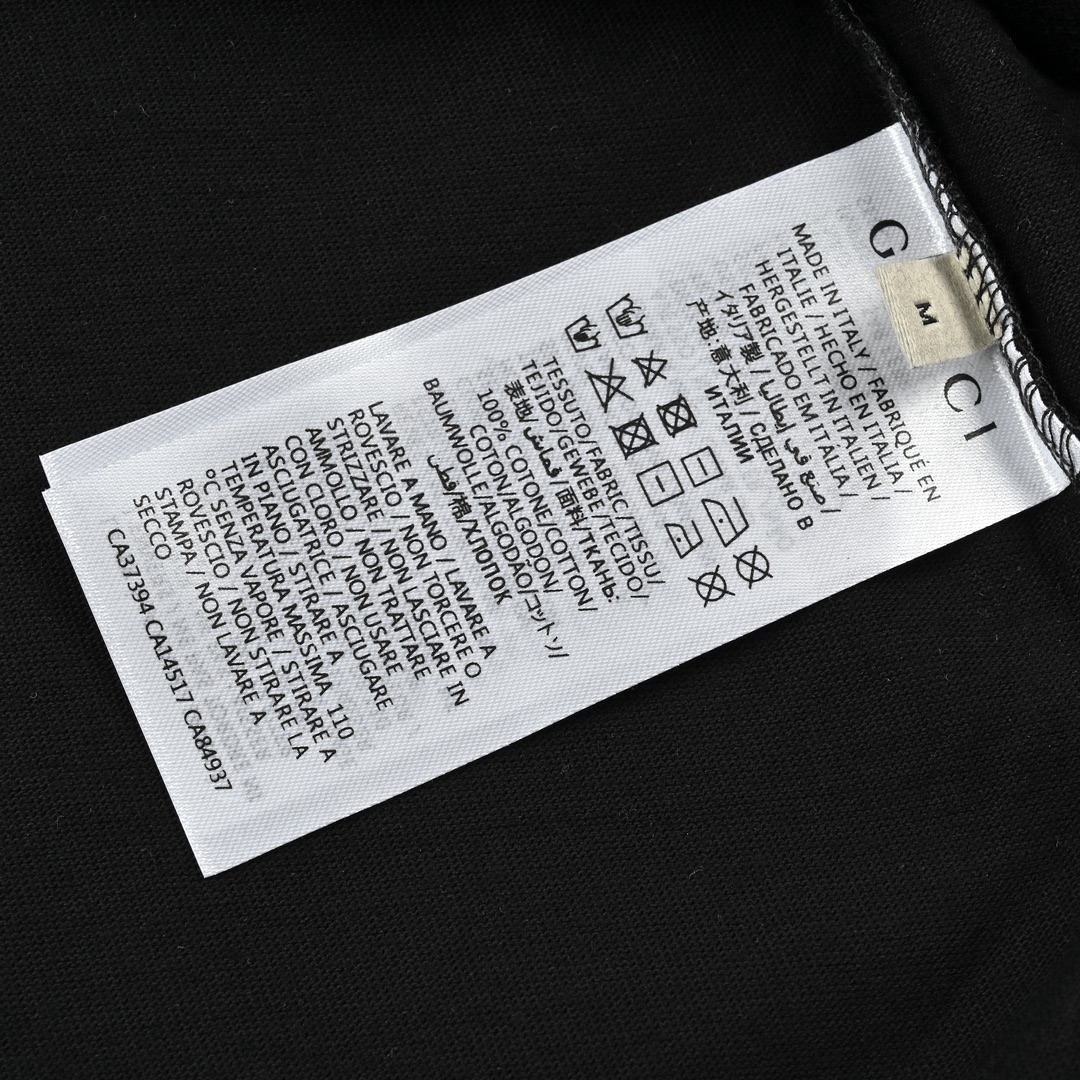 G CI
M
MADE IN ITALY / FABRIQUÉ EN
ITALIE / HECHO EN ITALIA /
HERGESTELLT IN ITALIEN /
FABRICADO EM ITÁLIA /
イタリア製 / صنع في إيطاليا /
产地：意大利 / СДЕЛАНО В
ИТАЛИИ
TESSUTO/FABRIC/TISSU/
TEJIDO/GEWEBE/TECIDO/
表地/قماش/面料/ТКАНЬ:
100% COTONE/COTTON/
COTON/ALGODON/
BAUMWOLLE/ALGODÃO/コットン/
قطن/棉/ХЛОПОК
LAVARE A MANO / LAVARE A
ROVESCIO / NON TORCERE O
STRIZZARE / NON LASCIARE IN
AMMOLLO / NON TRATTARE
CON CLORO / NON USARE
ASCIUGATRICE / ASCIUGARE
IN PIANO / STIRARE A
TEMPERATURA MASSIMA 110
°C SENZA VAPORE / STIRARE A
ROVESCIO / NON STIRARE LA
STAMPA / NON LAVARE A
SECCO
CA37394 CA14517 CA84937